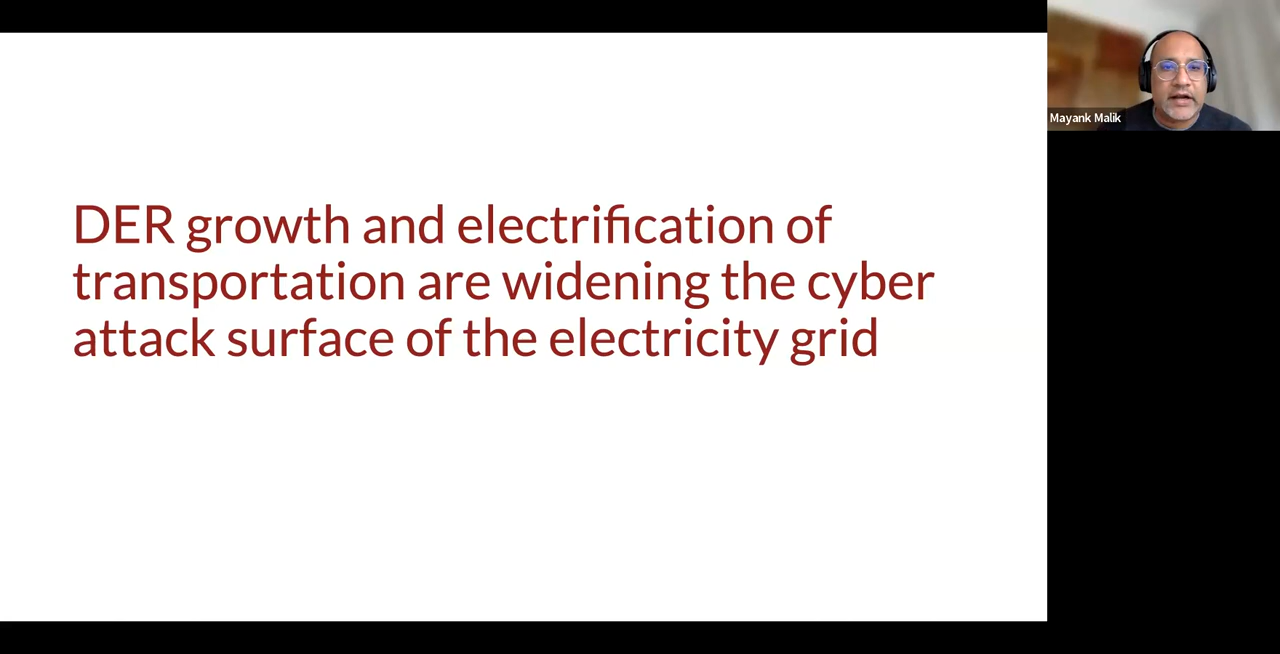 DER growth and electrification of
transportation are widening the cyber
attack surface of the electricity grid
Mayank Malik